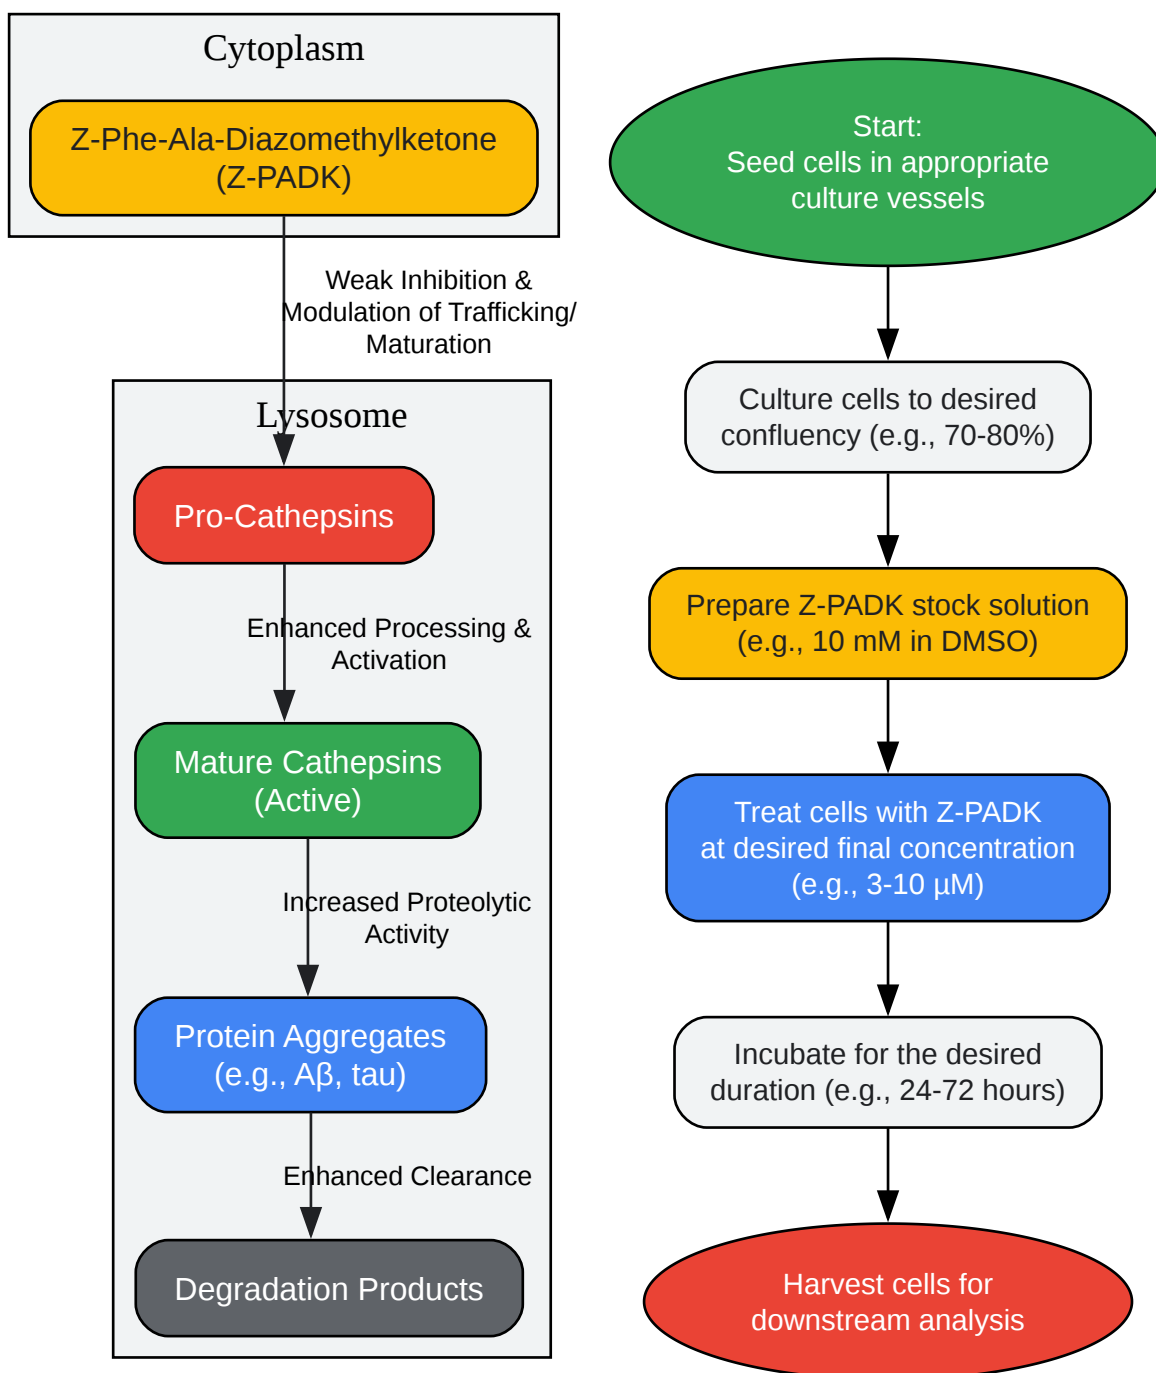 Cytoplasm
Z-Phe-Ala-Diazomethylketone
(Z-PADK)
Weak Inhibition &
Modulation of Trafficking/
Maturation
Lysosome
Pro-Cathepsins
Enhanced Processing &
Activation
Mature Cathepsins
(Active)
Increased Proteolytic
Activity
Protein Aggregates
(e.g., Aβ, tau)
Enhanced Clearance
Degradation Products
Start:
Seed cells in appropriate
culture vessels
Culture cells to desired
confluency (e.g., 70-80%)
Prepare Z-PADK stock solution
(e.g., 10 mM in DMSO)
Treat cells with Z-PADK
at desired final concentration
(e.g., 3-10 µM)
Incubate for the desired
duration (e.g., 24-72 hours)
Harvest cells for
downstream analysis